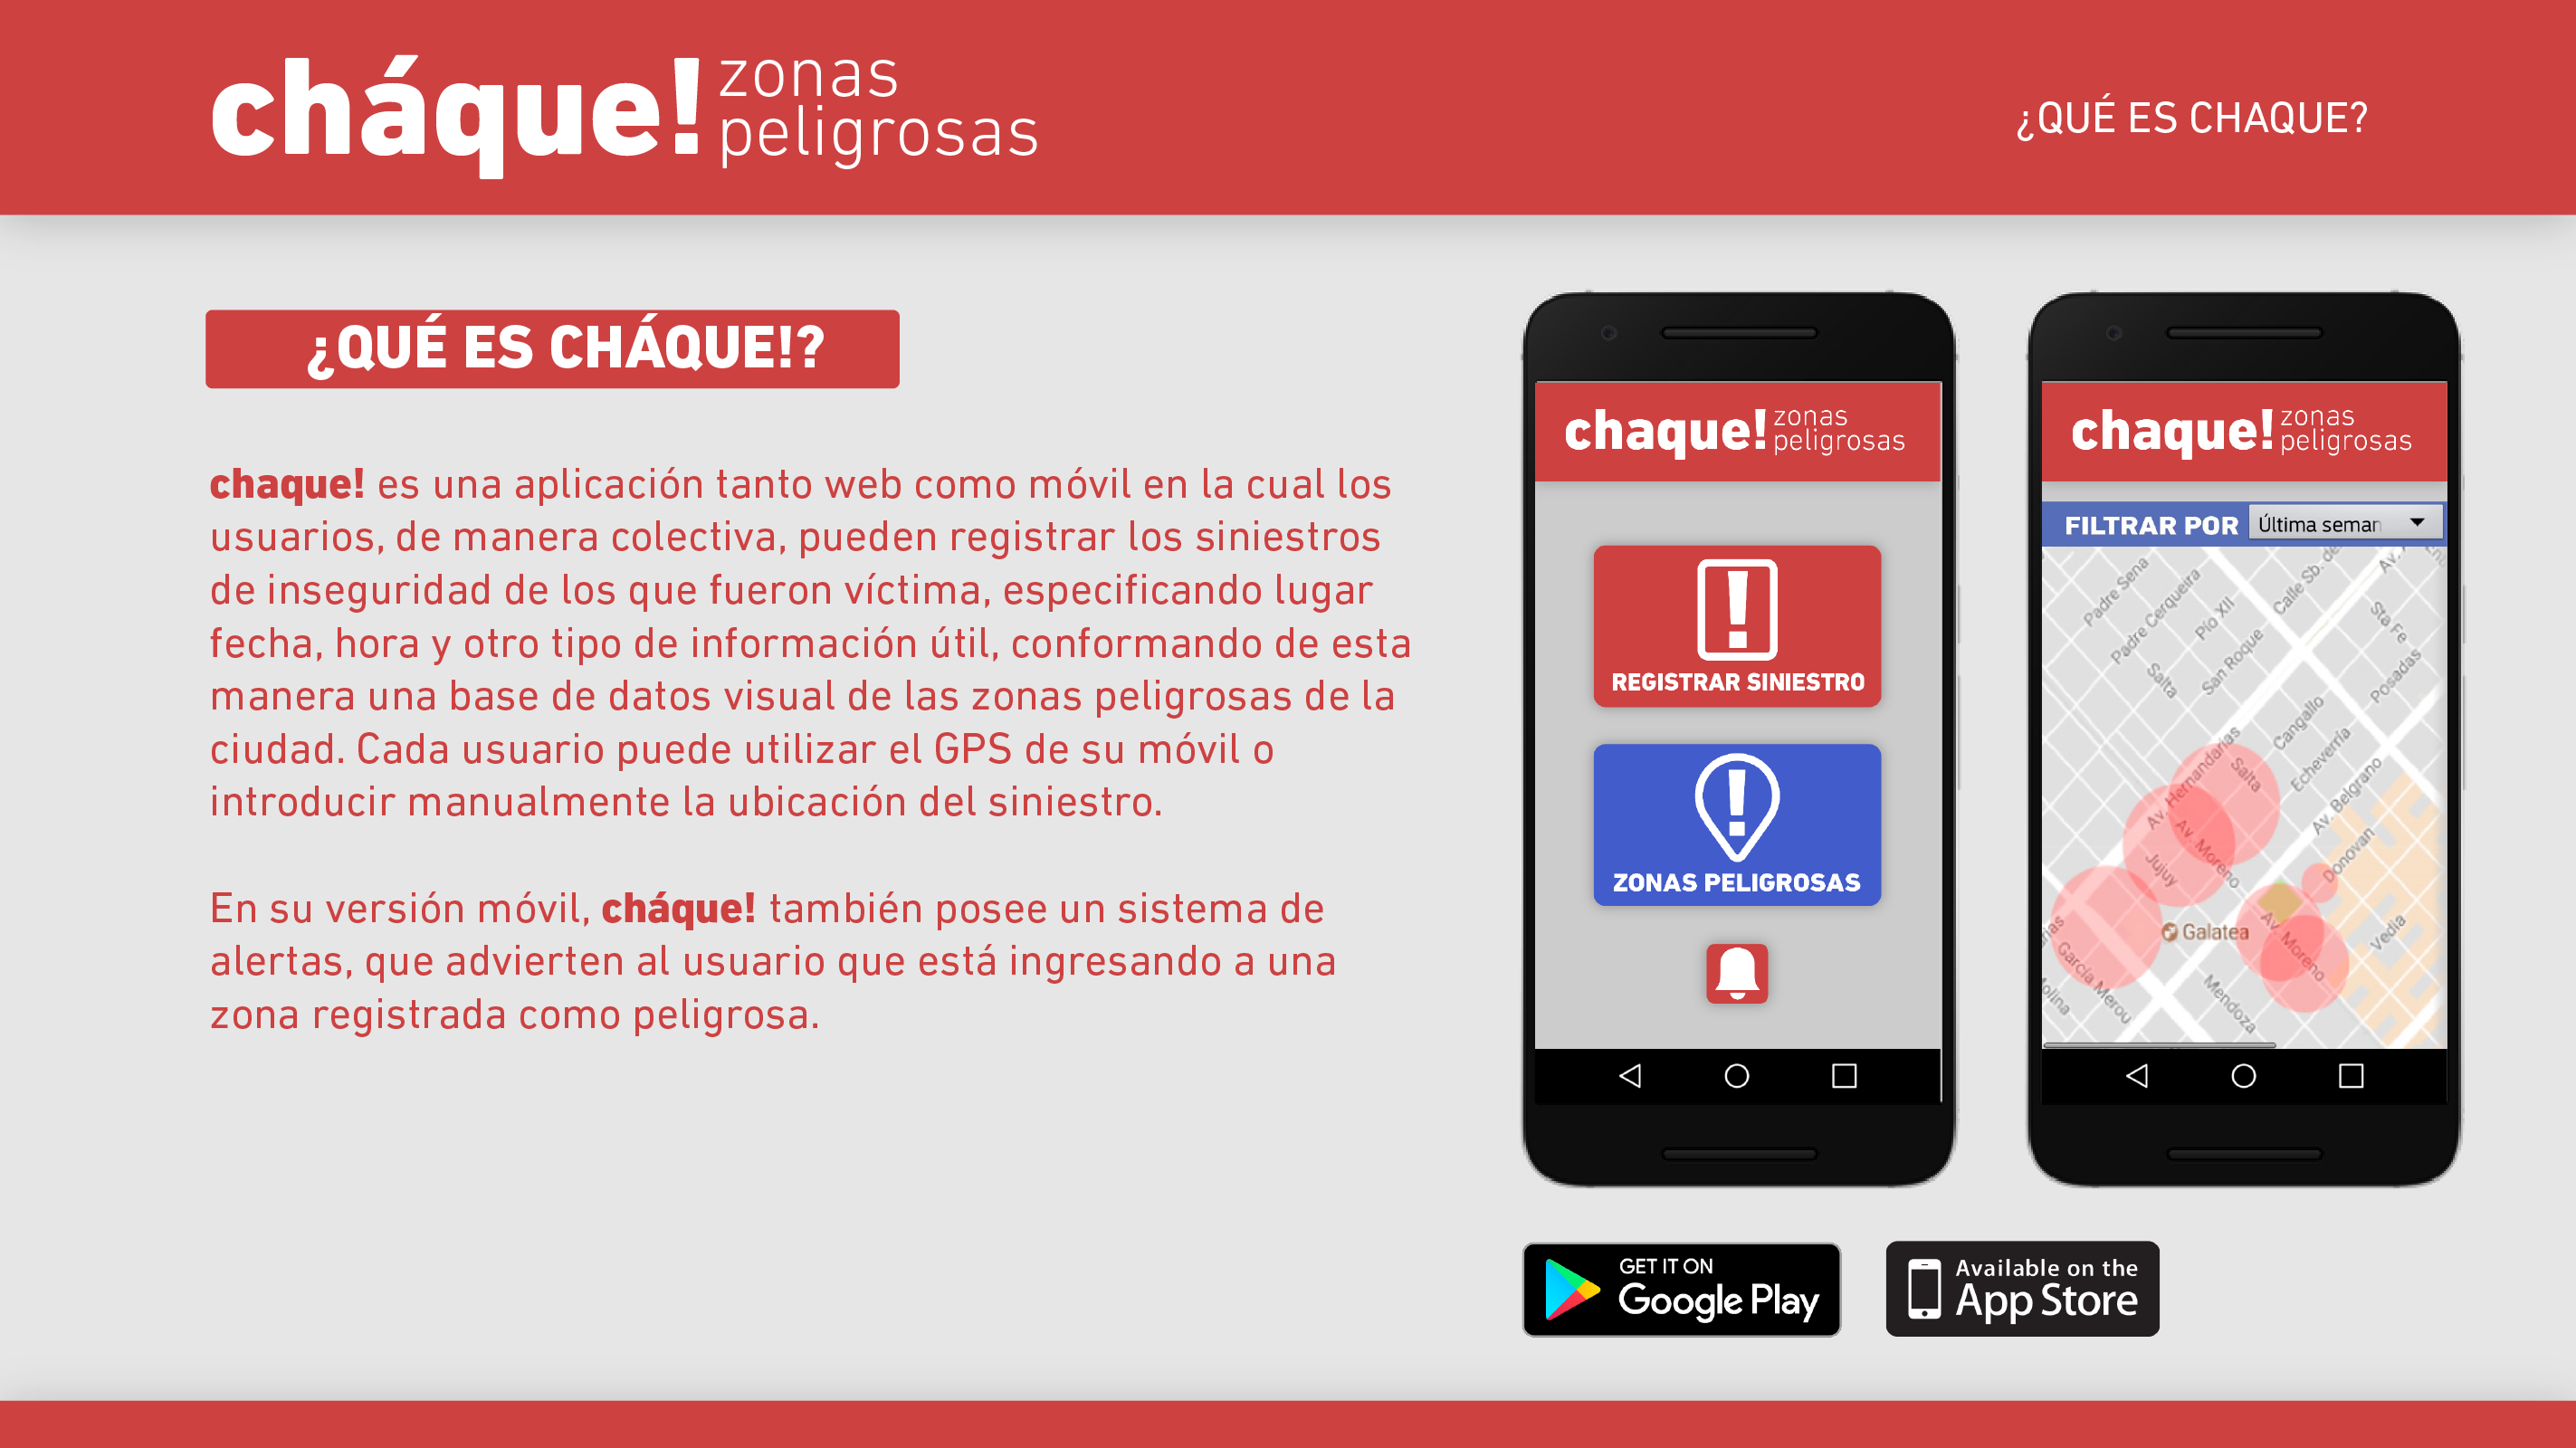 cháque! zonas
peligrosas
¿QUÉ ES CHAQUE?
¿QUÉ ES CHÁQUE!?
chaque! es una aplicación tanto web como móvil en la cual los
usuarios, de manera colectiva, pueden registrar los siniestros
de inseguridad de los que fueron víctima, especificando lugar
fecha, hora y otro tipo de información útil, conformando de esta
manera una base de datos visual de las zonas peligrosas de la
ciudad. Cada usuario puede utilizar el GPS de su móvil o
introducir manualmente la ubicación del siniestro.
En su versión móvil, cháque! también posee un sistema de
alertas, que advierten al usuario que está ingresando a una
zona registrada como peligrosa.
chaque! zonas
peligrosas
REGISTRAR SINIESTRO
ZONAS PELIGROSAS
chaque! zonas
peligrosas
FILTRAR POR Última seman
Padre Sena
Padre Cerqueira
Pío XII
Calle Sb. de
Av.
Sta Fe
San Roque
Salta
Posadas
Cangallo
Echeverría
Av. Hernandarias
Salta
Av. Belgrano
Av. Moreno
Jujuy
Donovan
Galatea
Av. Moreno
Vedia
García Merou
Mendoza
olina
rias
GET IT ON
Google Play
Available on the
App Store